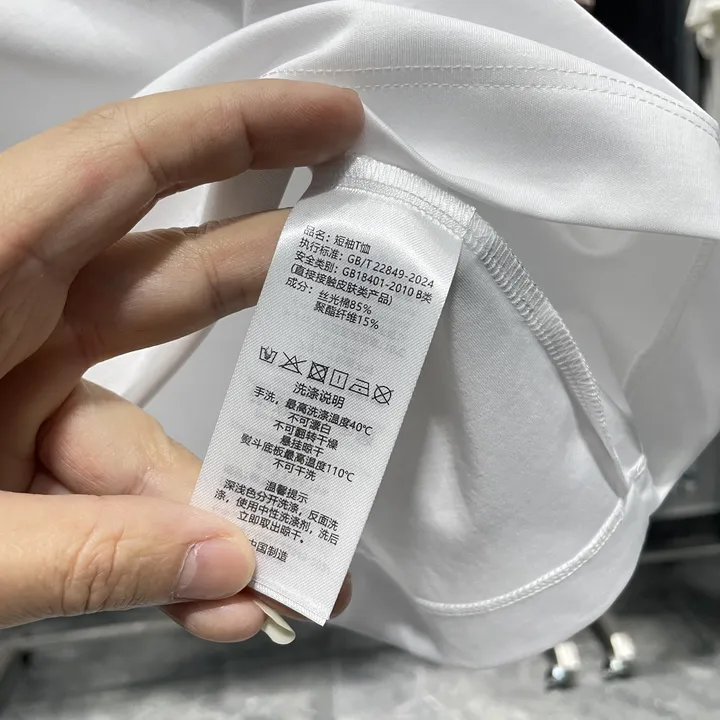 品名：短袖T恤
执行标准：GB/T 22849-2024
安全类别：GB18401-2010 B类
(直接接触皮肤类产品)
成分：丝光棉85%
聚酯纤维15%
洗涤说明
手洗，最高洗涤温度40℃
不可漂白
不可翻转干燥
悬挂晾干
熨斗底板最高温度110℃
不可干洗
温馨提示
深浅色分开洗涤，反面洗
涤，使用中性洗涤剂，洗后
立即取出晾干。
中国制造